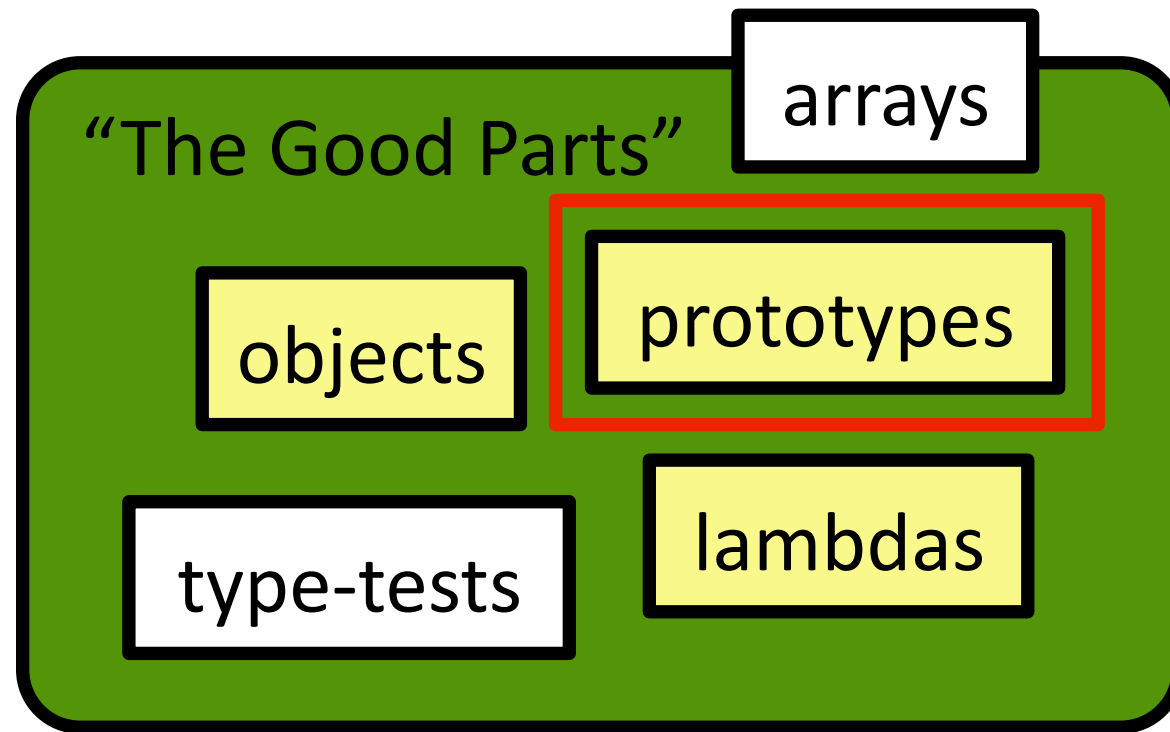 arrays
“The Good Parts”
prototypes
objects
lambdas
type-tests